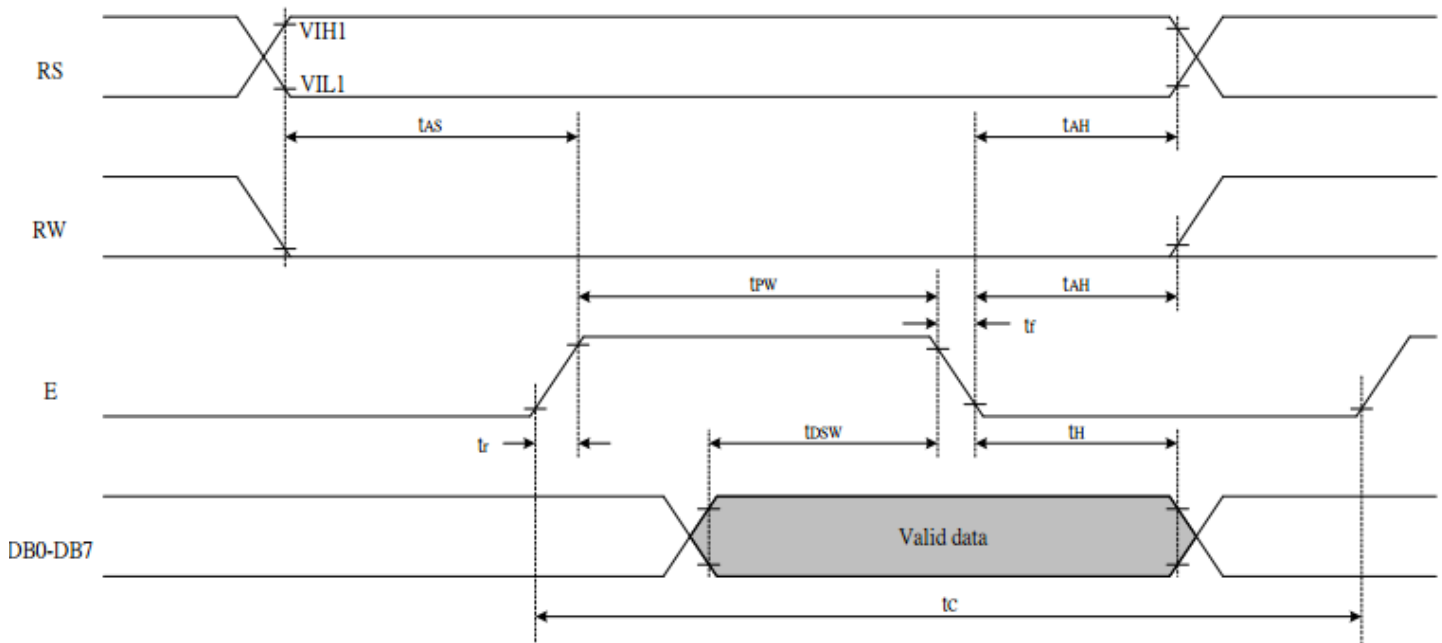 VIH1
RS
VIL1
tAS
tAH
RW
tPW
tAH
tf
E
tr
tDSW
tH
DB0-DB7
Valid data
tC